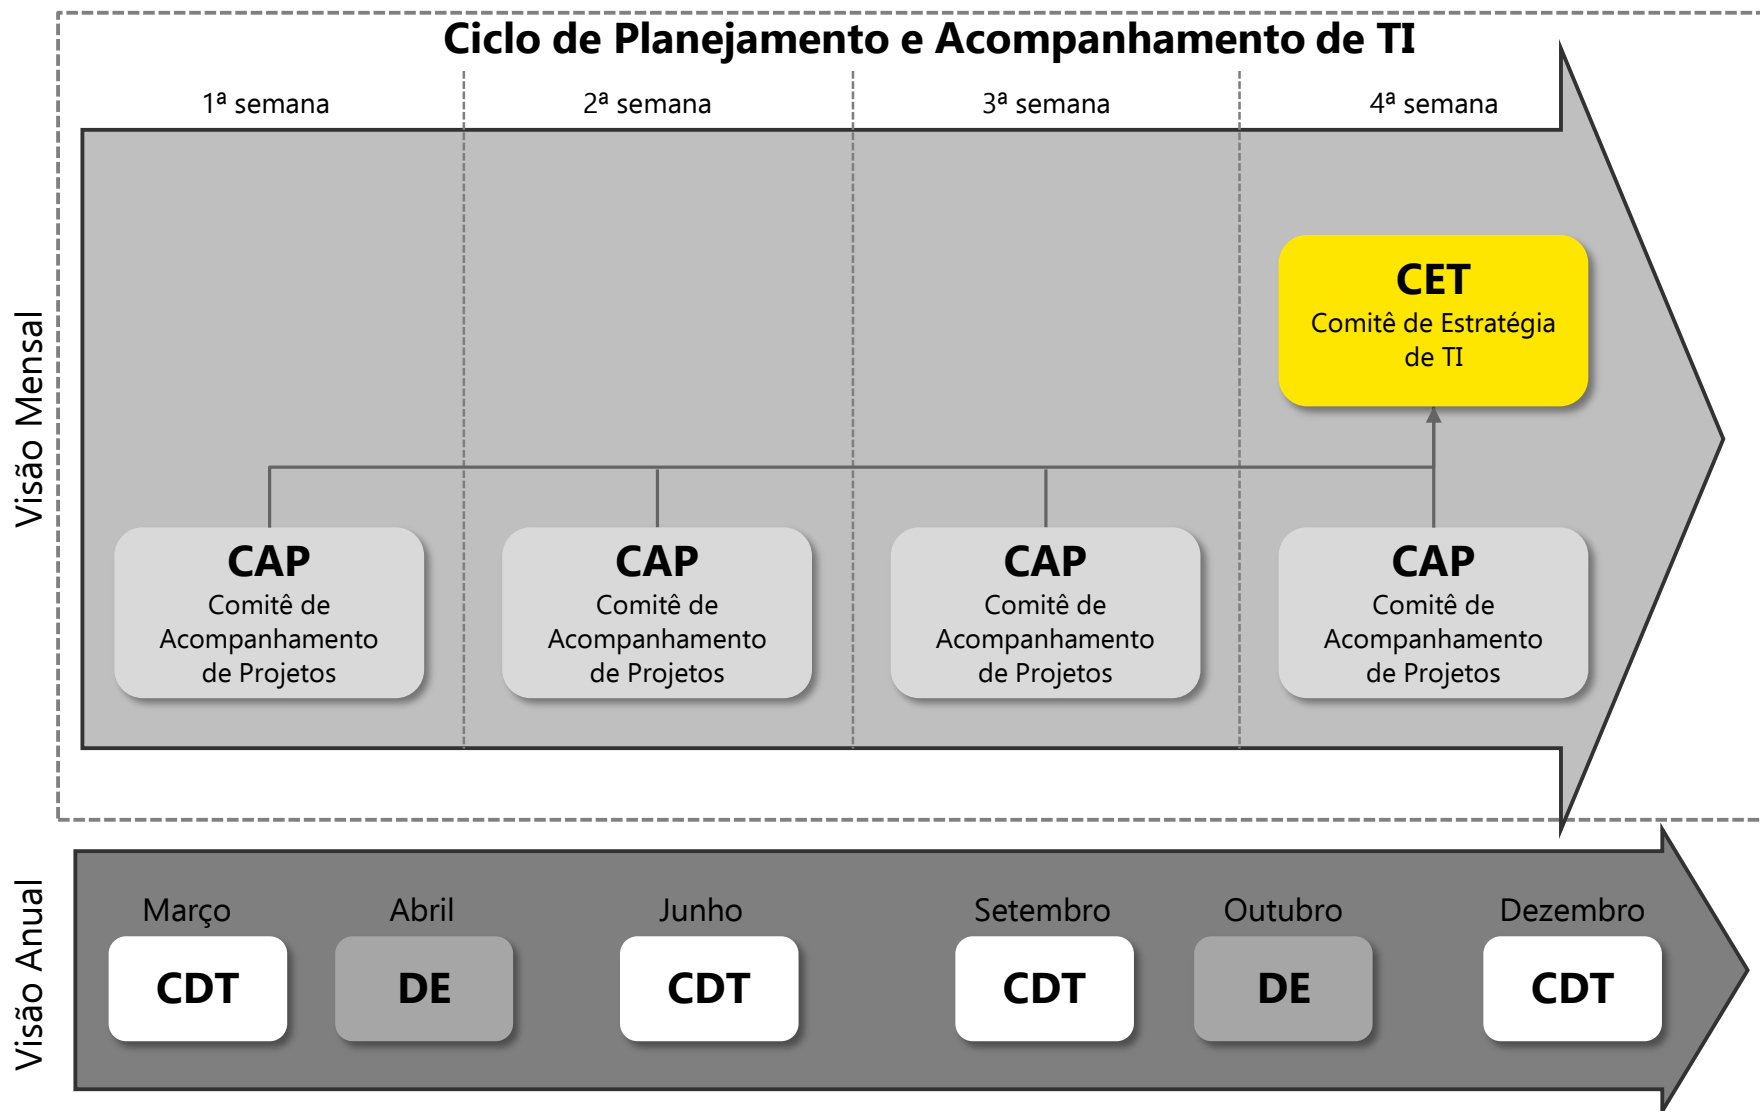 Ciclo de Planejamento e Acompanhamento de TI
1ª semana
2ª semana
3ª semana
4ª semana
Visão Mensal
CET
Comitê de Estratégia
de TI
CAP
Comitê de
Acompanhamento
de Projetos
CAP
Comitê de
Acompanhamento
de Projetos
CAP
Comitê de
Acompanhamento
de Projetos
CAP
Comitê de
Acompanhamento
de Projetos
Visão Anual
Março
CDT
Abril
DE
Junho
CDT
Setembro
CDT
Outubro
DE
Dezembro
CDT